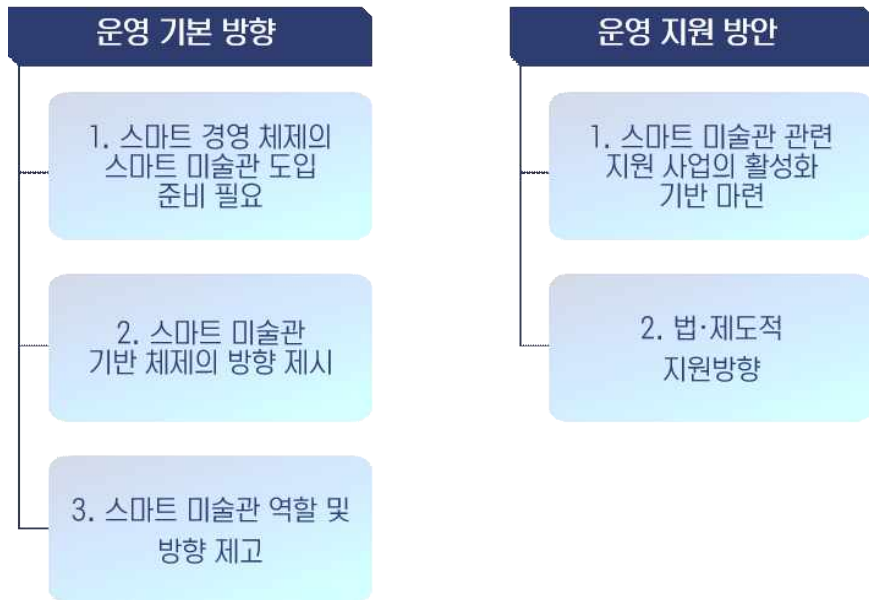 운영 기본 방향
1. 스마트 경영 체제의
스마트 미술관 도입
준비 필요
2. 스마트 미술관
기반 체제의 방향 제시
3. 스마트 미술관 역할 및
방향 제고
운영 지원 방안
1. 스마트 미술관 관련
지원 사업의 활성화
기반 마련
2. 법·제도적
지원방향